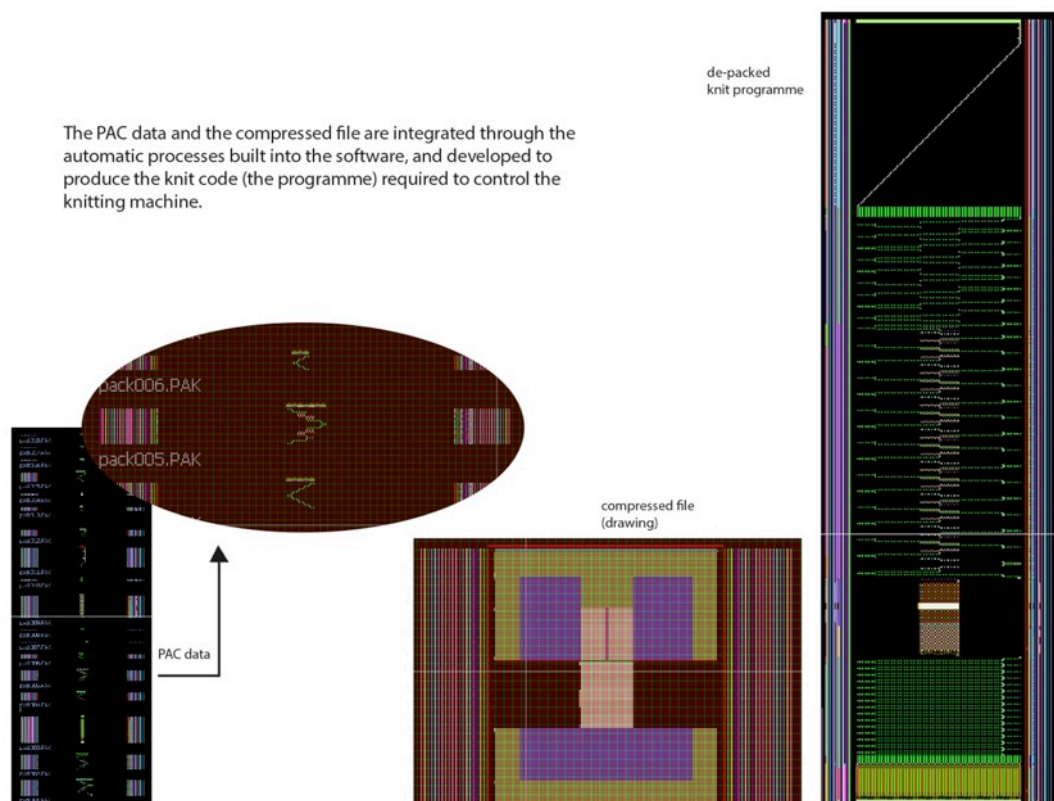 de-packed
knit programme
The PAC data and the compressed file are integrated through the
automatic processes built into the software, and developed to
produce the knit code (the programme) required to control the
knitting machine.
pack006.PAK
pack005.PAK
compressed file
(drawing)
PAC data